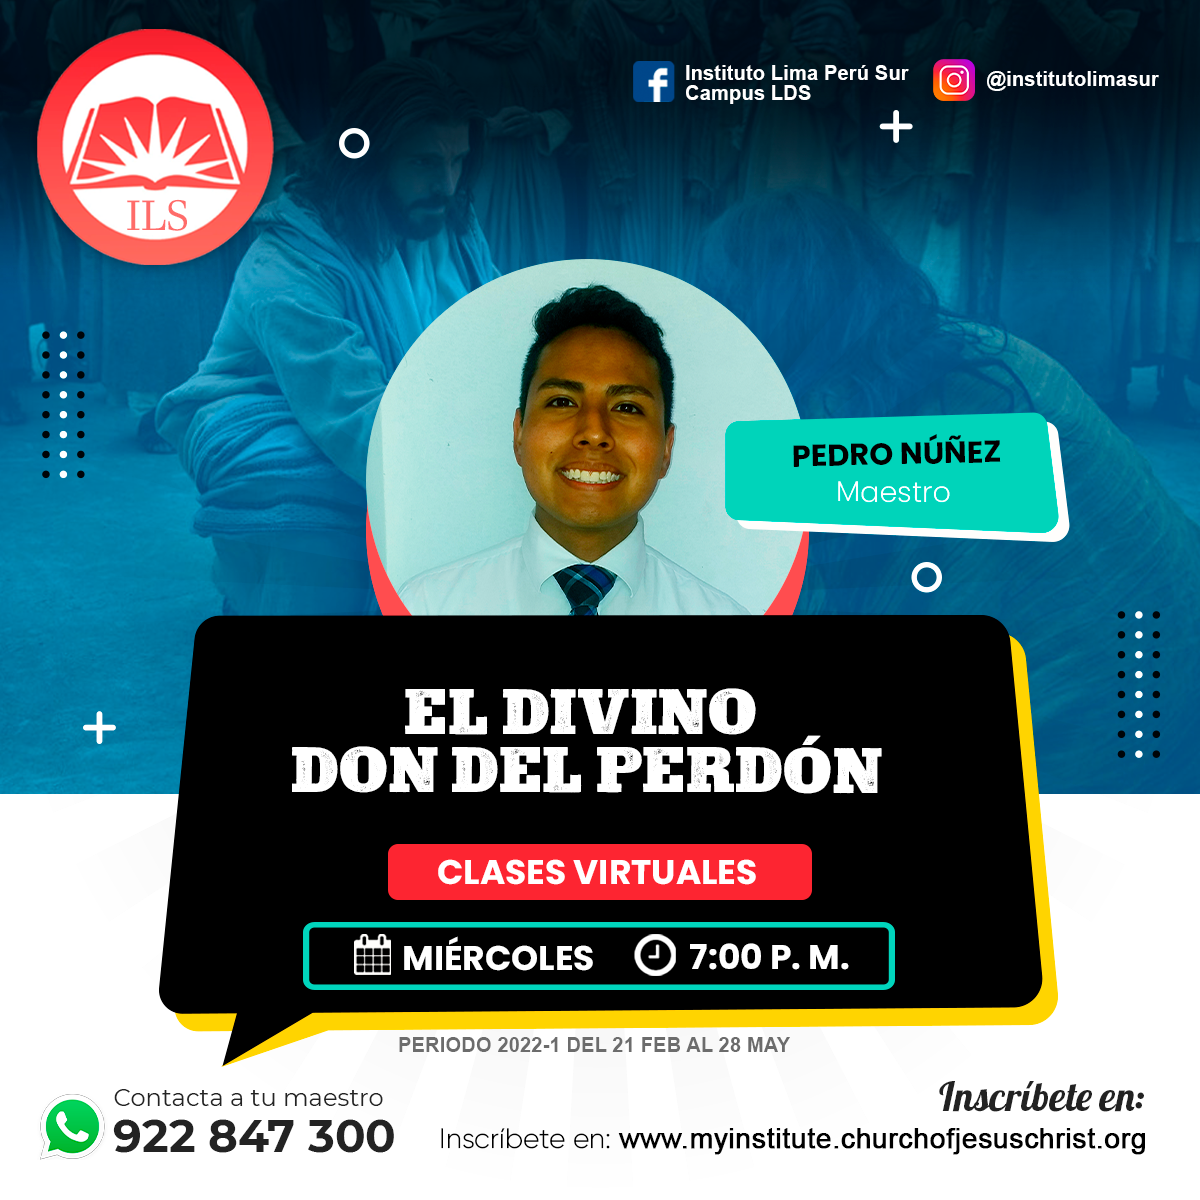 ILS
Instituto Lima Perú Sur
Campus LDS
@institutolimasur
PEDRO NÚÑEZ
Maestro
EL DIVINO
DON DEL PERDÓN
CLASES VIRTUALES
MIÉRCOLES 7:00 P. M.
PERIODO 2022-1 DEL 21 FEB AL 28 MAY
Contacta a tu maestro
922 847 300
Inscríbete en:
Inscríbete en: www.myinstitute.churchofjesuschrist.org